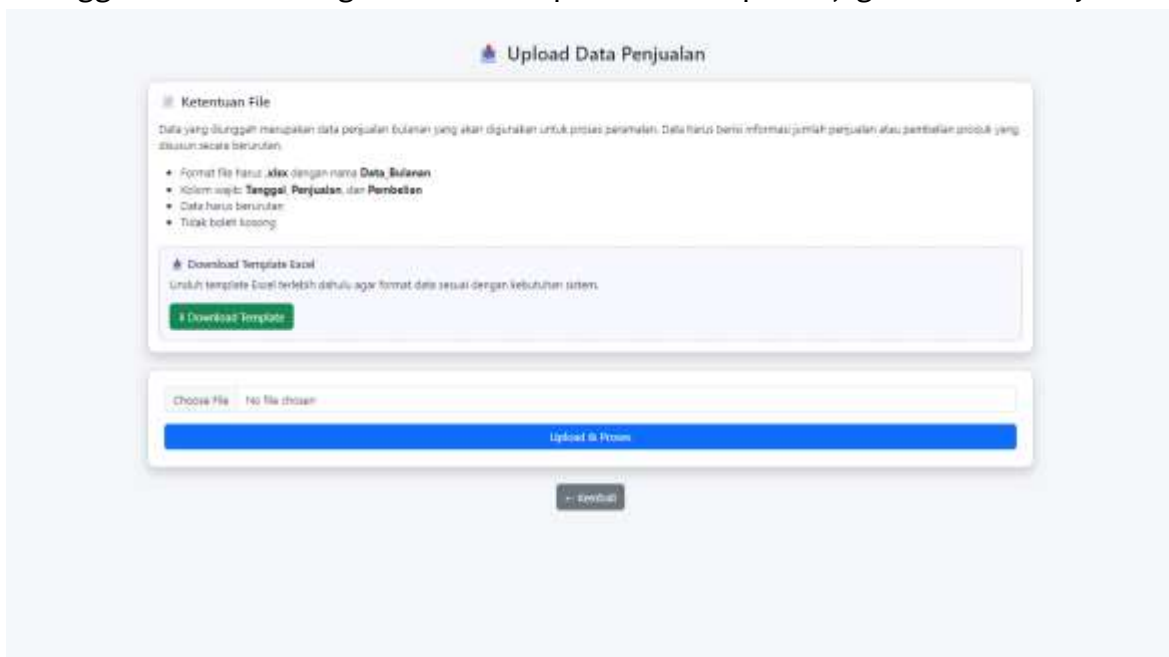 Upload Data Penjualan
Ketentuan File
Data yang diunggah merupakan data penjualan bulanan yang akan digunakan untuk proses peramalan. Data harus berisi informasi jumlah penjualan atau pembelian produk yang
disusun secara berurutan.
Format file harus .xlsx dengan nama Data_Bulanan
Kolom wajib: Tanggal, Penjualan, dan Pembelian
Data harus berurutan
Tidak boleh kosong
Download Template Excel
Unduh template Excel terlebih dahulu agar format data sesuai dengan kebutuhan sistem.
Download Template
Choose File No file chosen
Upload & Proses
← Kembali